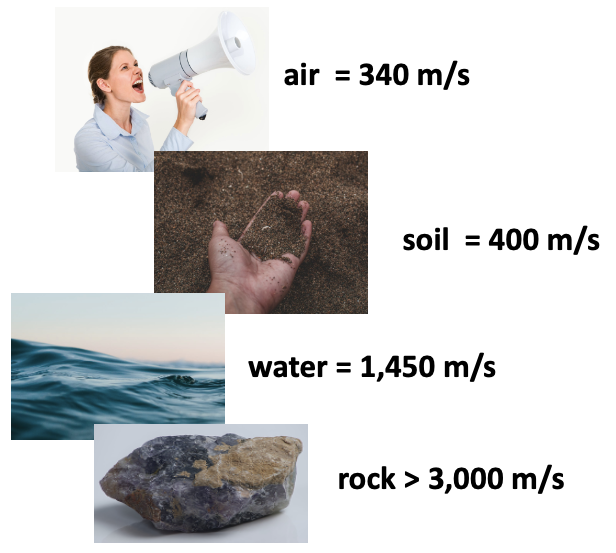 air = 340 m/s
soil = 400 m/s
water = 1,450 m/s
rock > 3,000 m/s